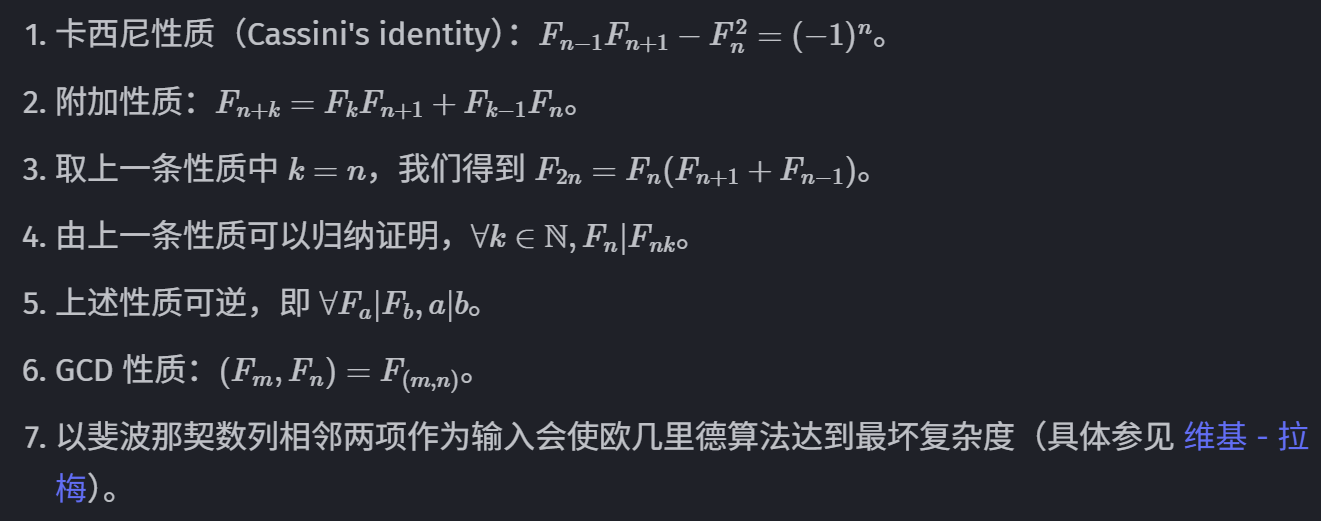 1. 卡西尼性质（Cassini's identity）：$F_{n-1}F_{n+1} - F_n^2 = (-1)^n$。
2. 附加性质：$F_{n+k} = F_kF_{n+1} + F_{k-1}F_n$。
3. 取上一条性质中 $k = n$，我们得到 $F_{2n} = F_n(F_{n+1} + F_{n-1})$。
4. 由上一条性质可以归纳证明，$\forall k \in \mathbb{N}, F_n|F_{nk}$。
5. 上述性质可逆，即 $\forall F_a|F_b, a|b$。
6. GCD 性质：$(F_m, F_n) = F_{(m,n)}$。
7. 以斐波那契数列相邻两项作为输入会使欧几里德算法达到最坏复杂度（具体参见 维基 - 拉
梅）。